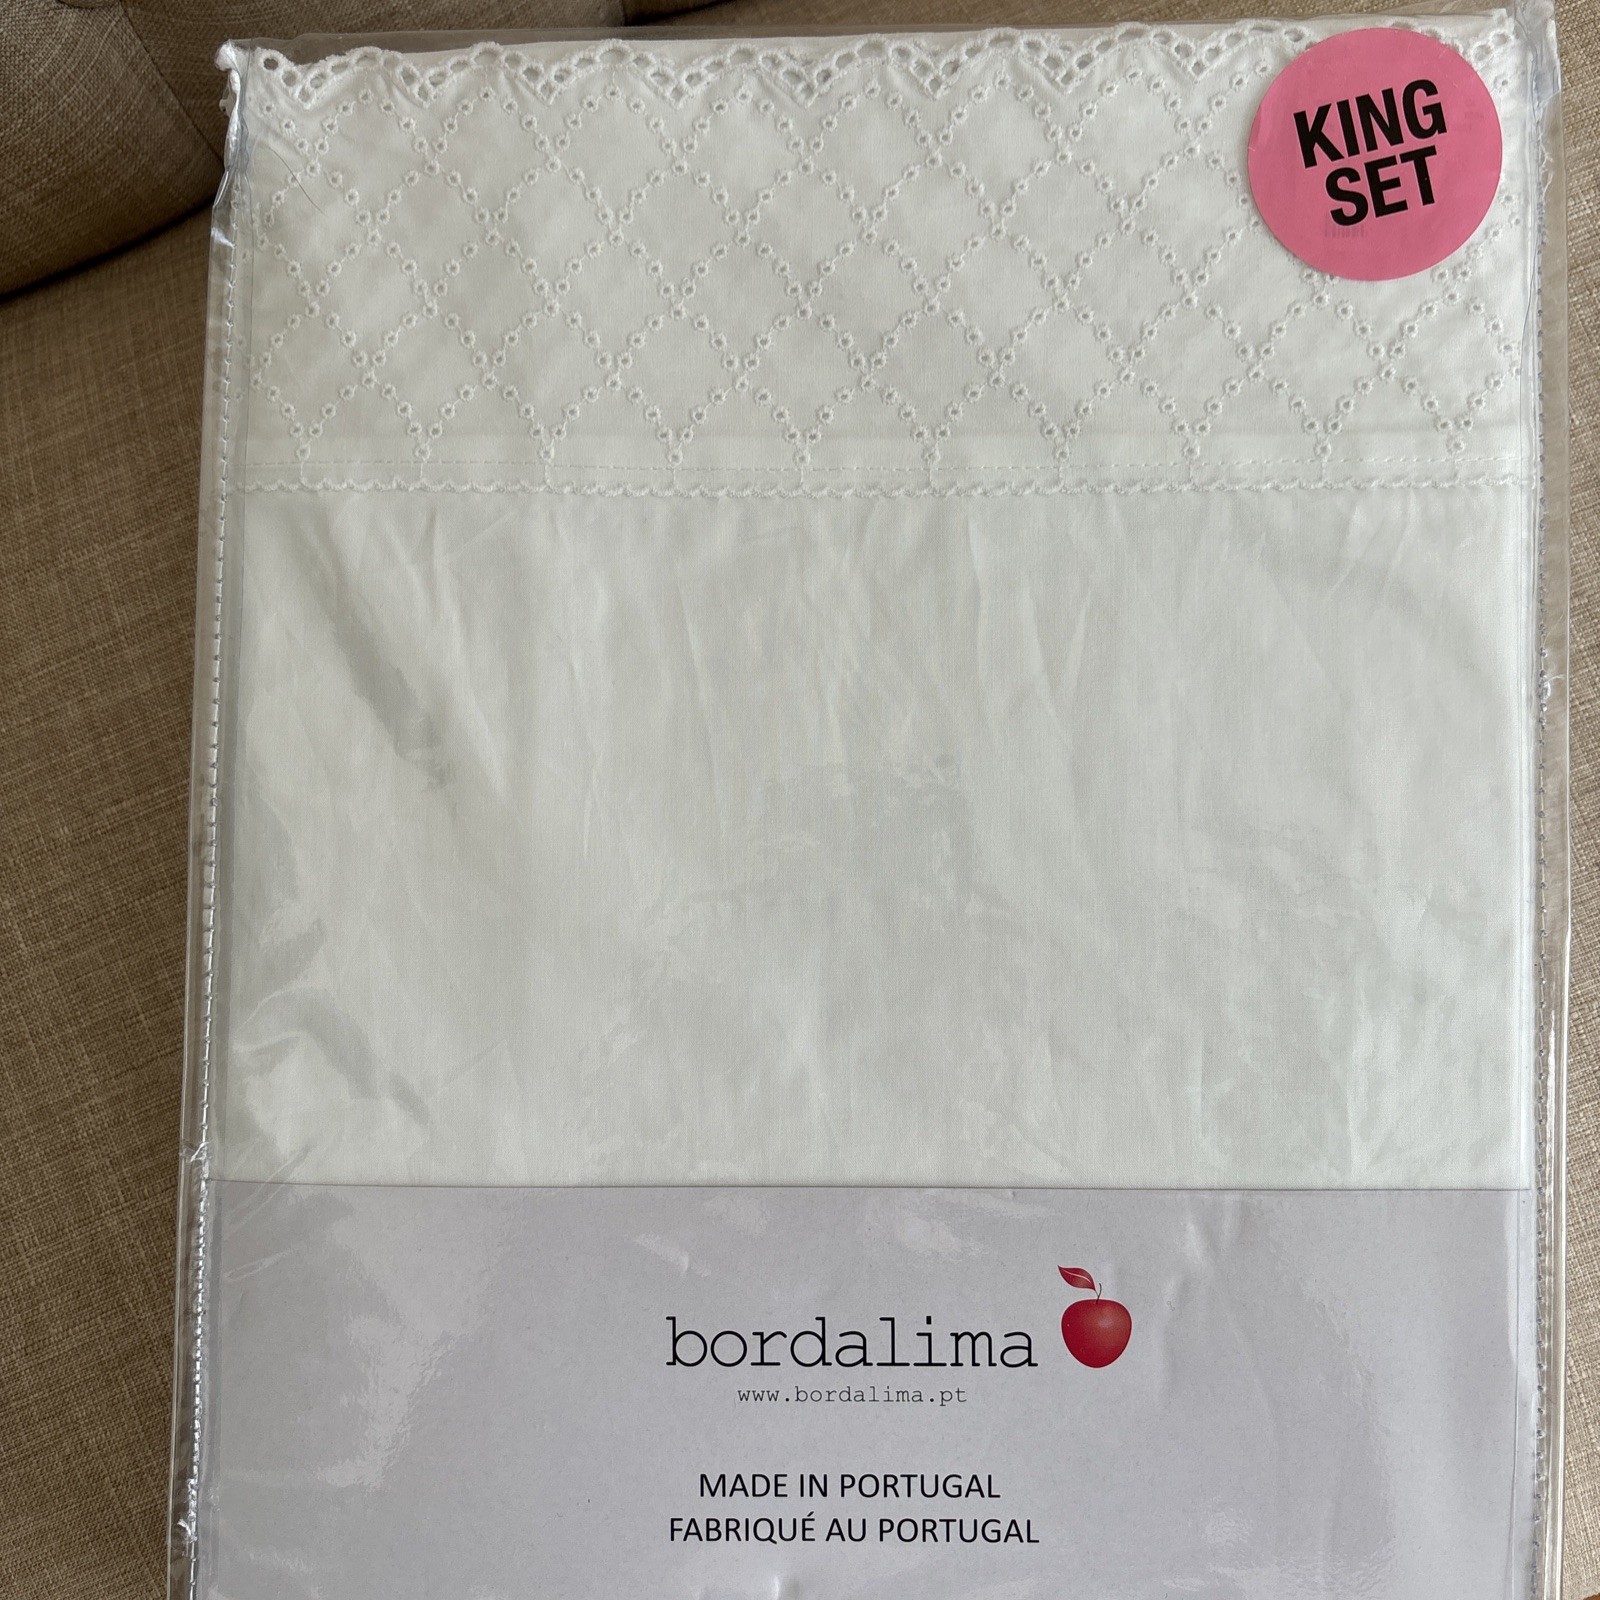 KING
SET
bordalima
www.bordalima.pt
MADE IN PORTUGAL
FABRIQUÉ AU PORTUGAL